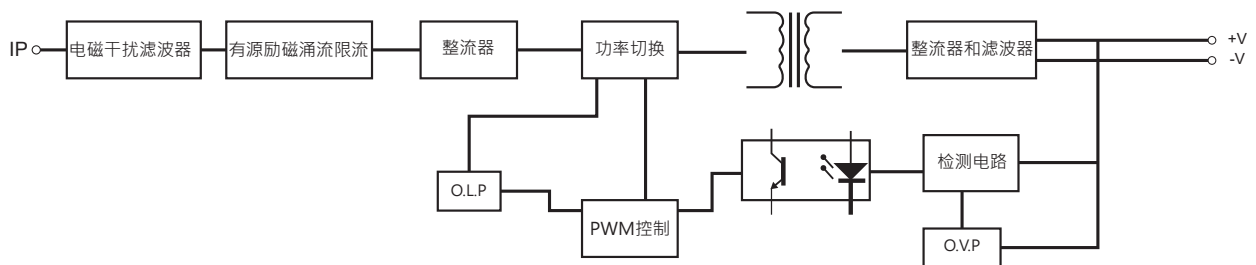 IP
电磁干扰滤波器
有源励磁涌流限流
整流器
功率切换
整流器和滤波器
+V
-V
O.L.P
PWM控制
检测电路
O.V.P